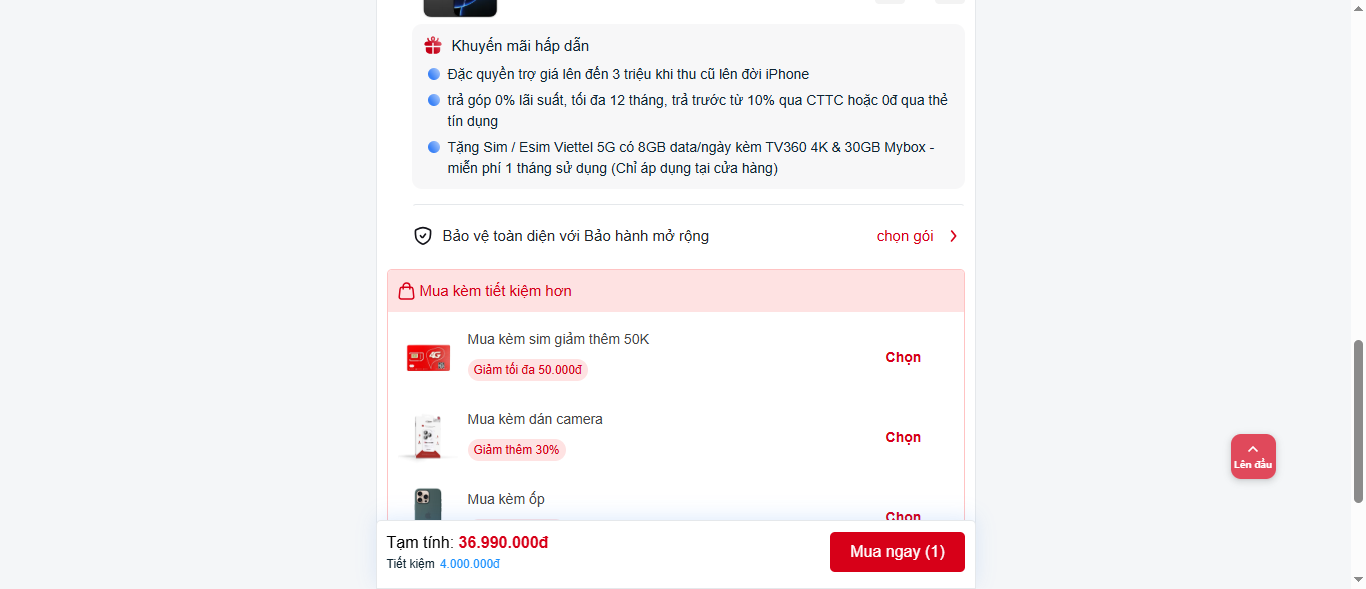 Khuyến mãi hấp dẫn
Đặc quyền trợ giá lên đến 3 triệu khi thu cũ lên đời iPhone
trả góp 0% lãi suất, tối đa 12 tháng, trả trước từ 10% qua CTTC hoặc 0đ qua thẻ
tín dụng
Tặng Sim / Esim Viettel 5G có 8GB data/ngày kèm TV360 4K & 30GB Mybox -
miễn phí 1 tháng sử dụng (Chỉ áp dụng tại cửa hàng)
Bảo vệ toàn diện với Bảo hành mở rộng
chọn gói
Mua kèm tiết kiệm hơn
Mua kèm sim giảm thêm 50K
Giảm tối đa 50.000đ
Chọn
4G
Mua kèm dán camera
Giảm thêm 30%
Chọn
Mua kèm ốp
Chọn
Lên đầu
Tạm tính: 36.990.000đ
Tiết kiệm 4.000.000đ
Mua ngay (1)